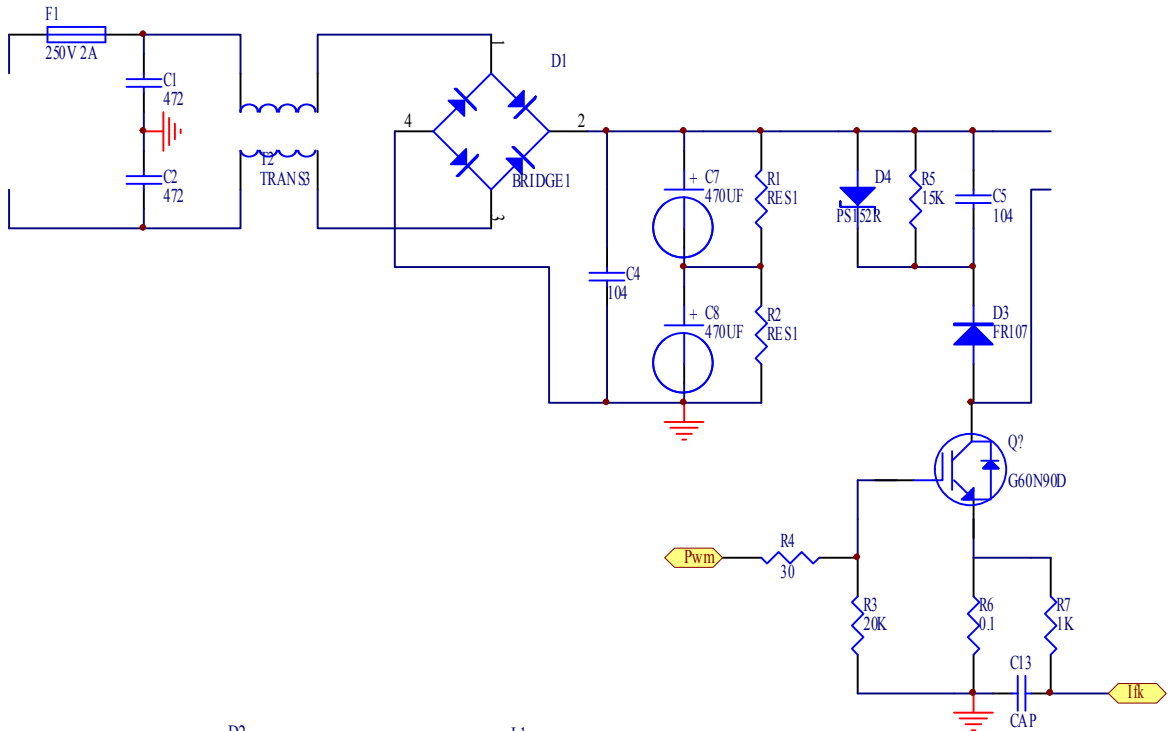 F1
250V 2A
C1
472
C2
472
T2
TRANS3
1
D1
4
2
BRIDGE1
3
C7
470UF
R1
RES1
C4
104
C8
470UF
R2
RES1
D4
PS152R
R5
15K
C5
104
D3
FR107
Q?
G60N90D
Pwm
R4
30
R3
20K
R6
0.1
R7
1K
C13
CAP
Ifk
+
+